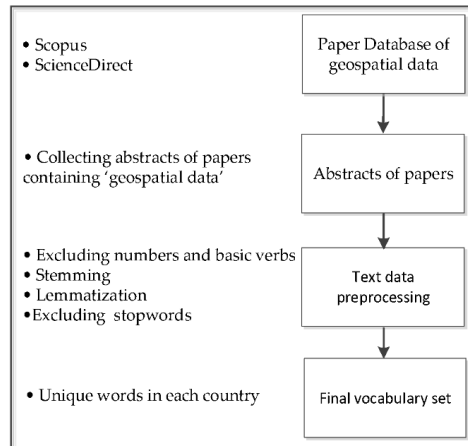 • Scopus
• ScienceDirect
Paper Database of
geospatial data
• Collecting abstracts of papers
containing ‘geospatial data’
Abstracts of papers
• Excluding numbers and basic verbs
• Stemming
• Lemmatization
•Excluding stopwords
Text data
preprocessing
• Unique words in each country
Final vocabulary set